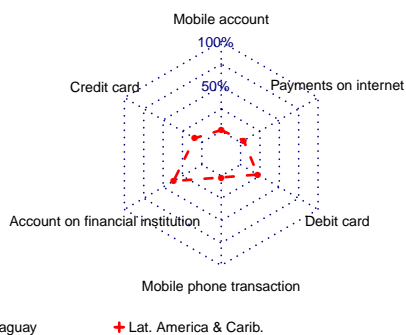 Mobile account
100%
Credit card
50%
Payments on internet
Account on financial institution
Debit card
Mobile phone transaction
aguay
Lat. America & Carib.